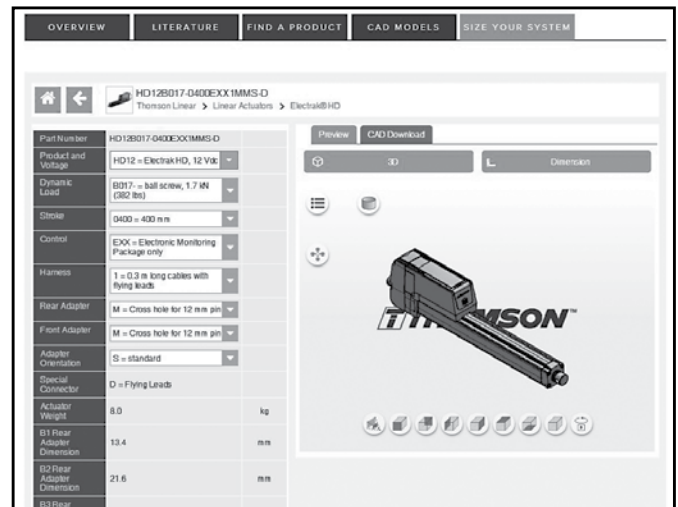 OVERVIEW LITERATURE FIND A PRODUCT CAD MODELS SIZE YOUR SYSTEM
HD12B017-0400EXX1MMS-D
Thomson Linear > Linear Actuators > Electrak® HD
Part Number HD12B017-0400EXX1MMS-D
Product and
Voltage
HD12 = Electrak HD, 12 Vdc
Dynamic
Load
B017- = ball screw, 1.7 kN
(382 lbs)
Stroke 0400 = 400 mm
Control EXX = Electronic Monitoring
Package only
Harness 1 = 0.3 m long cables with
flying leads
Rear Adapter M = Cross hole for 12 mm pin
Front Adapter M = Cross hole for 12 mm pin
Adapter
Orientation
S = standard
Special
Connector
D = Flying Leads
Actuator
Weight
8.0 kg
B1 Rear
Adapter
Dimension
13.4 mm
B2 Rear
Adapter
Dimension
21.6 mm
B3 Rear
Preview CAD Download
3D Dimension
THOMSON™